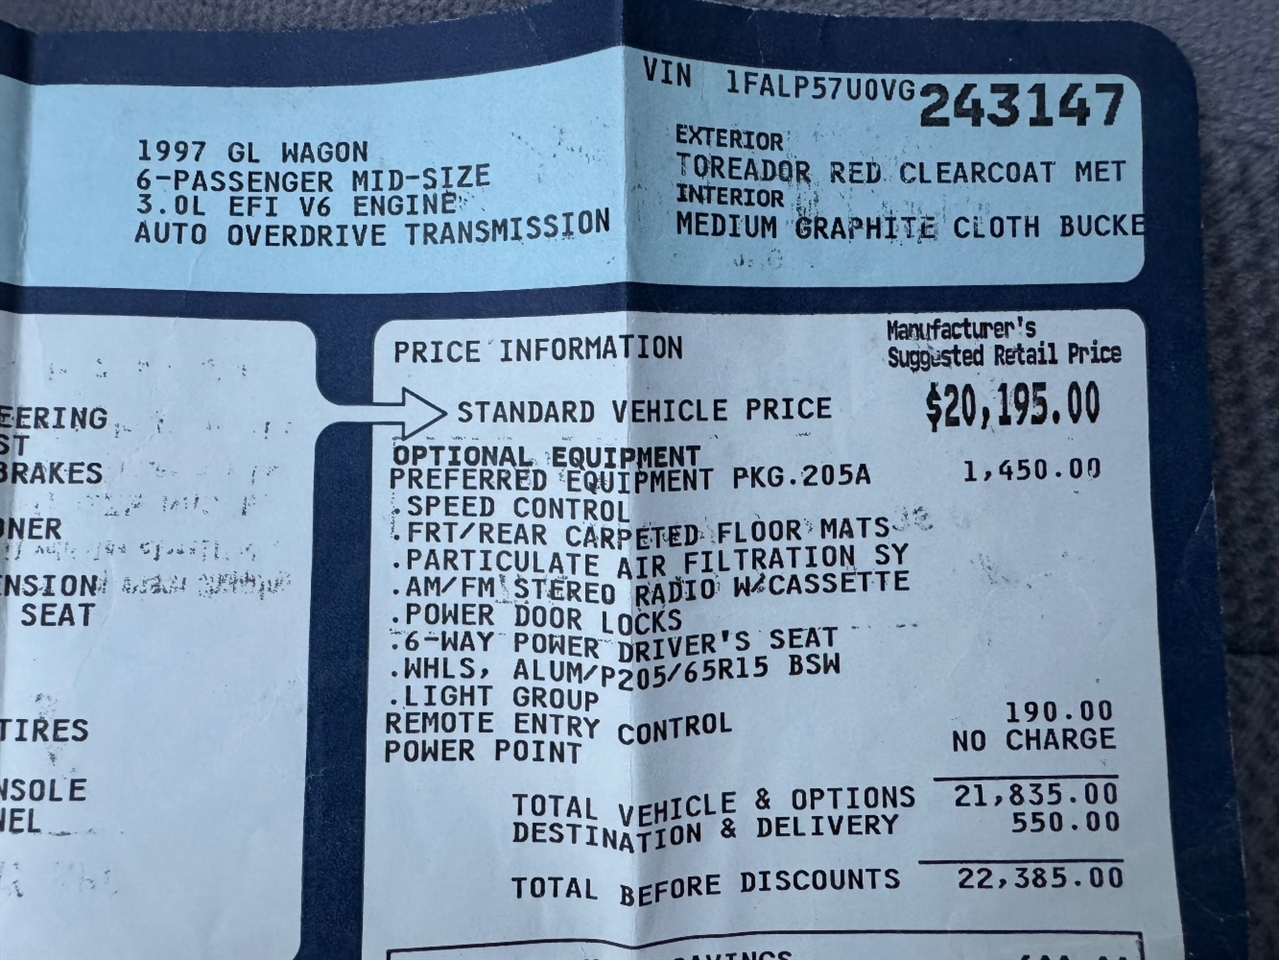 VIN 1FALP57U0VG243147
1997 GL WAGON
6-PASSENGER MID-SIZE
3.0L EFI V6 ENGINE
AUTO OVERDRIVE TRANSMISSION
EXTERIOR
TOREADOR RED CLEARCOAT MET
INTERIOR
MEDIUM GRAPHITE CLOTH BUCKE
EERING
ST
BRAKES
ONER
ENSION
SEAT
TIRES
NSOLE
NEL
PRICE INFORMATION
Manufacturer's
Suggested Retail Price
STANDARD VEHICLE PRICE $20,195.00
OPTIONAL EQUIPMENT
PREFERRED EQUIPMENT PKG.205A 1,450.00
.SPEED CONTROL
.FRT/REAR CARPETED FLOOR MATS
.PARTICULATE AIR FILTRATION SY
.AM/FM STEREO RADIO W/CASSETTE
.POWER DOOR LOCKS
.6-WAY POWER DRIVER'S SEAT
.WHLS, ALUM/P205/65R15 BSW
.LIGHT GROUP
REMOTE ENTRY CONTROL 190.00
POWER POINT NO CHARGE
TOTAL VEHICLE & OPTIONS 21,835.00
DESTINATION & DELIVERY 550.00
TOTAL BEFORE DISCOUNTS 22,385.00
SAVINGS